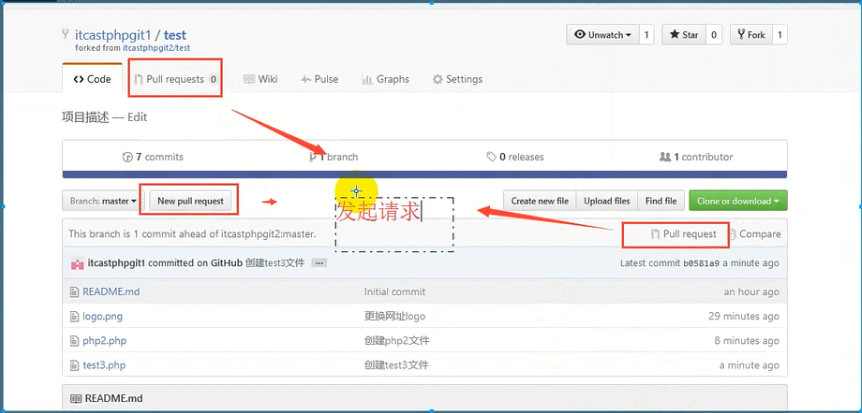 itcastphpgit1 / test
forked from itcastphpgit2/test
Unwatch 1 Star 0 Fork 1
Code Pull requests 0 Wiki Pulse Graphs Settings
项目描述 — Edit
7 commits 1 branch 0 releases 1 contributor
Branch: master New pull request Create new file Upload files Find file Clone or download
发起请求
This branch is 1 commit ahead of itcastphpgit2:master. Pull request Compare
itcastphpgit1 committed on GitHub 创建test3文件 ... Latest commit b0581a9 a minute ago
README.md Initial commit an hour ago
logo.png 更换网址logo 29 minutes ago
php2.php 创建php2文件 8 minutes ago
test3.php 创建test3文件 a minute ago
README.md